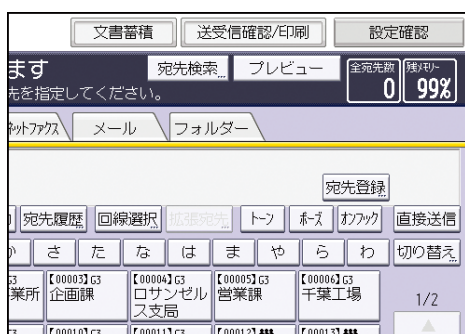 文書蓄積 送受信確認/印刷 設定確認
ます 宛先検索 プレビュー 全宛先数 残メモリー
先を指定してください。 0 99%
ネットファクス メール フォルダー
宛先登録
宛先履歴 回線選択 拡張宛先 トーン ポーズ オンフック 直接送信
か さ た な は ま や ら わ 切り替え
G3 【00003】G3 【00004】G3 【00005】G3 【00006】G3
業所 企画課 ロサンゼルス支局 営業課 千葉工場 1/2
G3 【00010】G3 【00011】G3 【00012】 【00013】